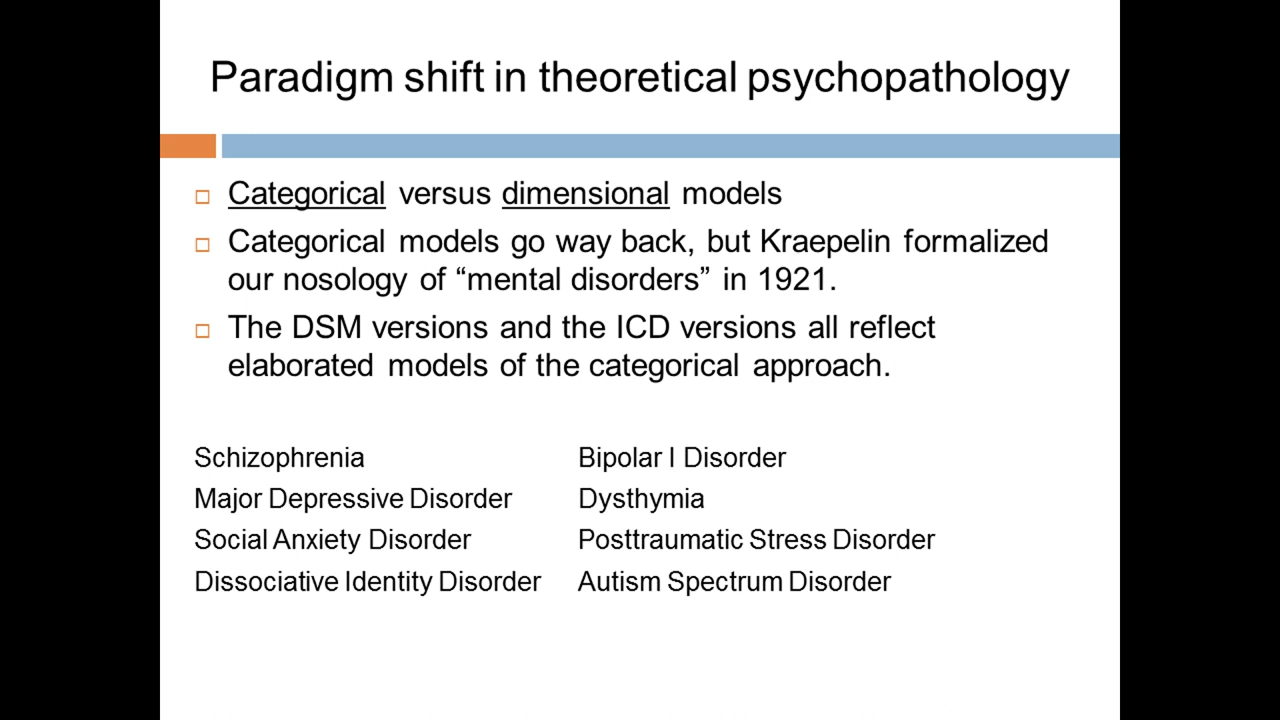 Paradigm shift in theoretical psychopathology
Categorical versus dimensional models
Categorical models go way back, but Kraepelin formalized
our nosology of “mental disorders” in 1921.
The DSM versions and the ICD versions all reflect
elaborated models of the categorical approach.
Schizophrenia
Major Depressive Disorder
Social Anxiety Disorder
Dissociative Identity Disorder
Bipolar I Disorder
Dysthymia
Posttraumatic Stress Disorder
Autism Spectrum Disorder